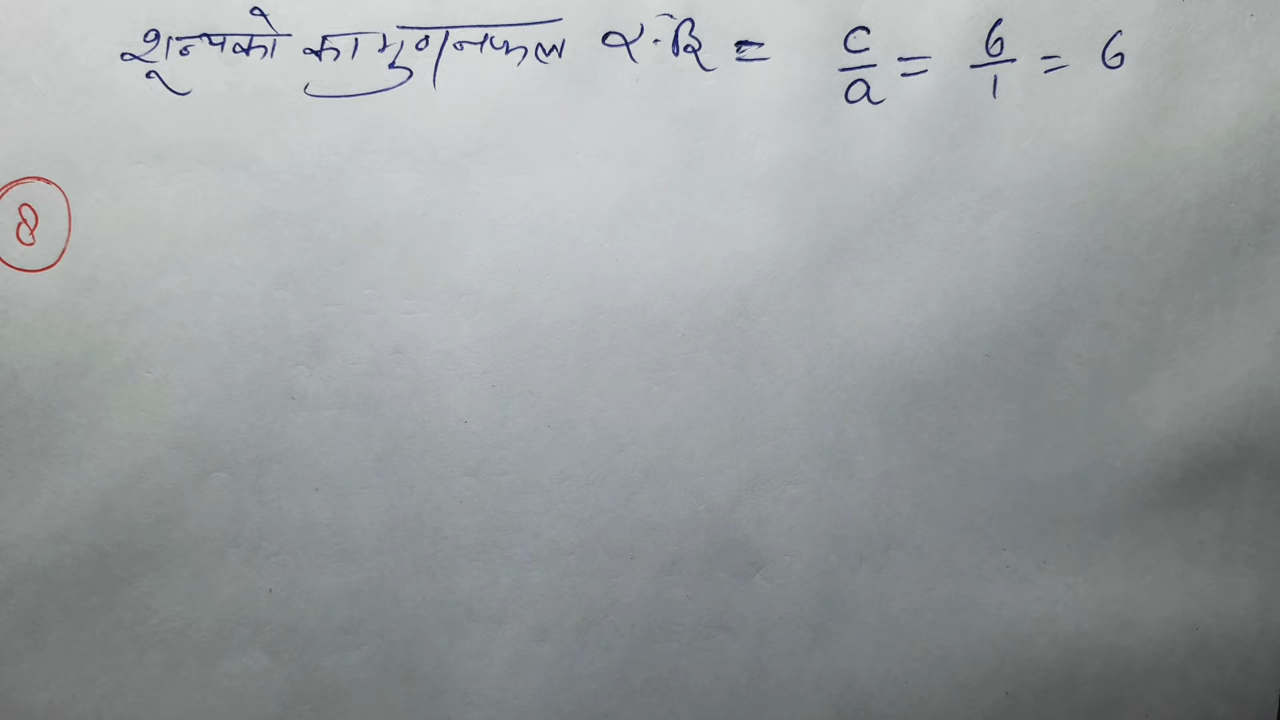 शून्यको का गुणनफल α·β = c/a = 6/1 = 6
8